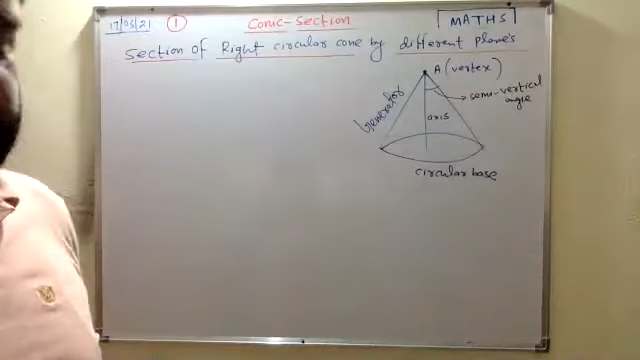 17/05/21 1 Conic-Section MATHS
Section of Right circular cone by different plane's
A (vertex)
semi-vertical
angle
Generator
axis
circular base